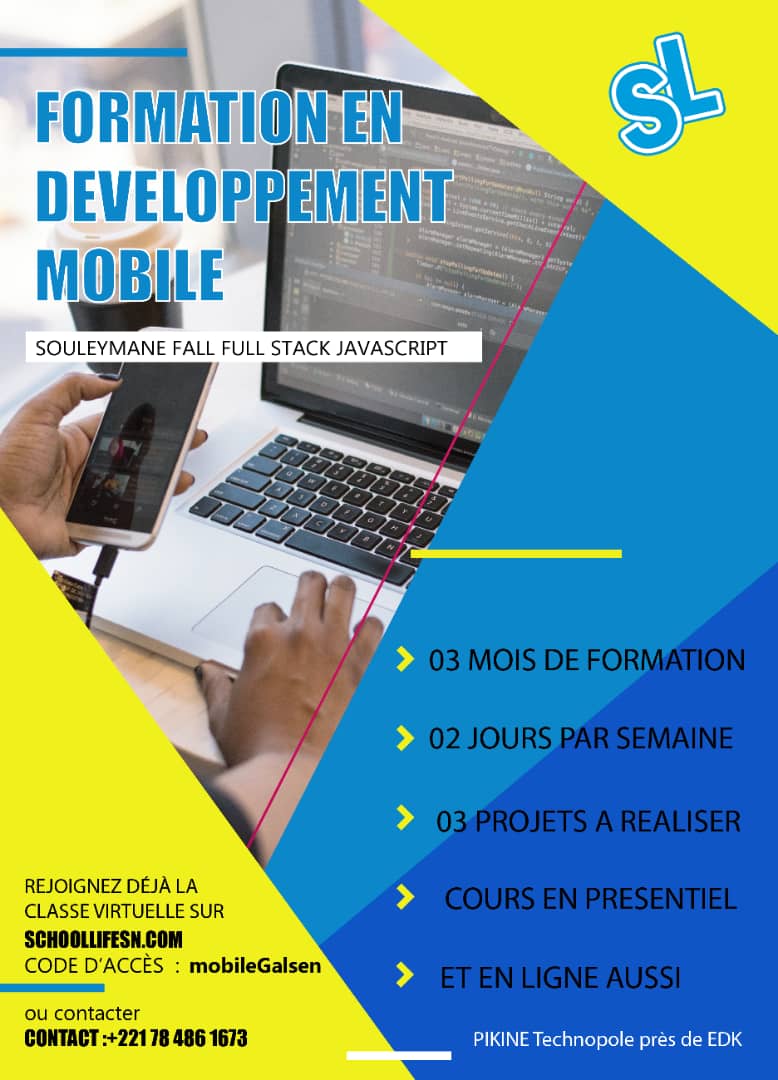 SL
FORMATION EN
DEVELOPPEMENT
MOBILE
SOULEYMANE FALL FULL STACK JAVASCRIPT
03 MOIS DE FORMATION
02 JOURS PAR SEMAINE
03 PROJETS A REALISER
COURS EN PRESENTIEL
ET EN LIGNE AUSSI
REJOIGNEZ DÉJÀ LA
CLASSE VIRTUELLE SUR
SCHOOLLIFESN.COM
CODE D'ACCÈS : mobileGalsen
ou contacter
CONTACT :+221 78 486 1673
PIKINE Technopole près de EDK